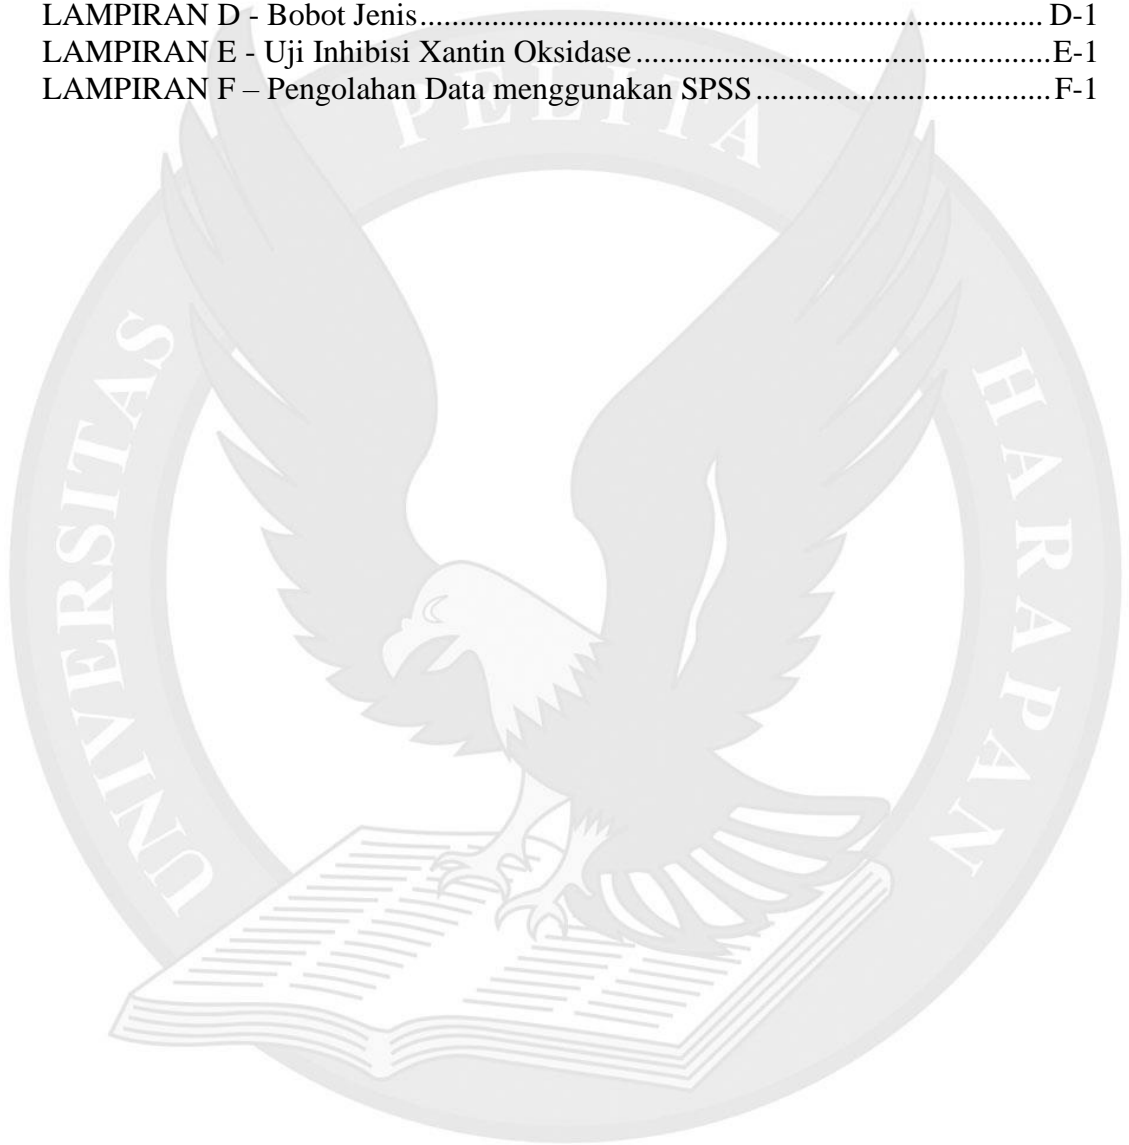 LAMPIRAN D - Bobot Jenis.............................................................................. D-1
LAMPIRAN E - Uji Inhibisi Xantin Oksidase....................................................E-1
LAMPIRAN F – Pengolahan Data menggunakan SPSS.....................................F-1
UNIVERSITAS PELITA HARAPAN